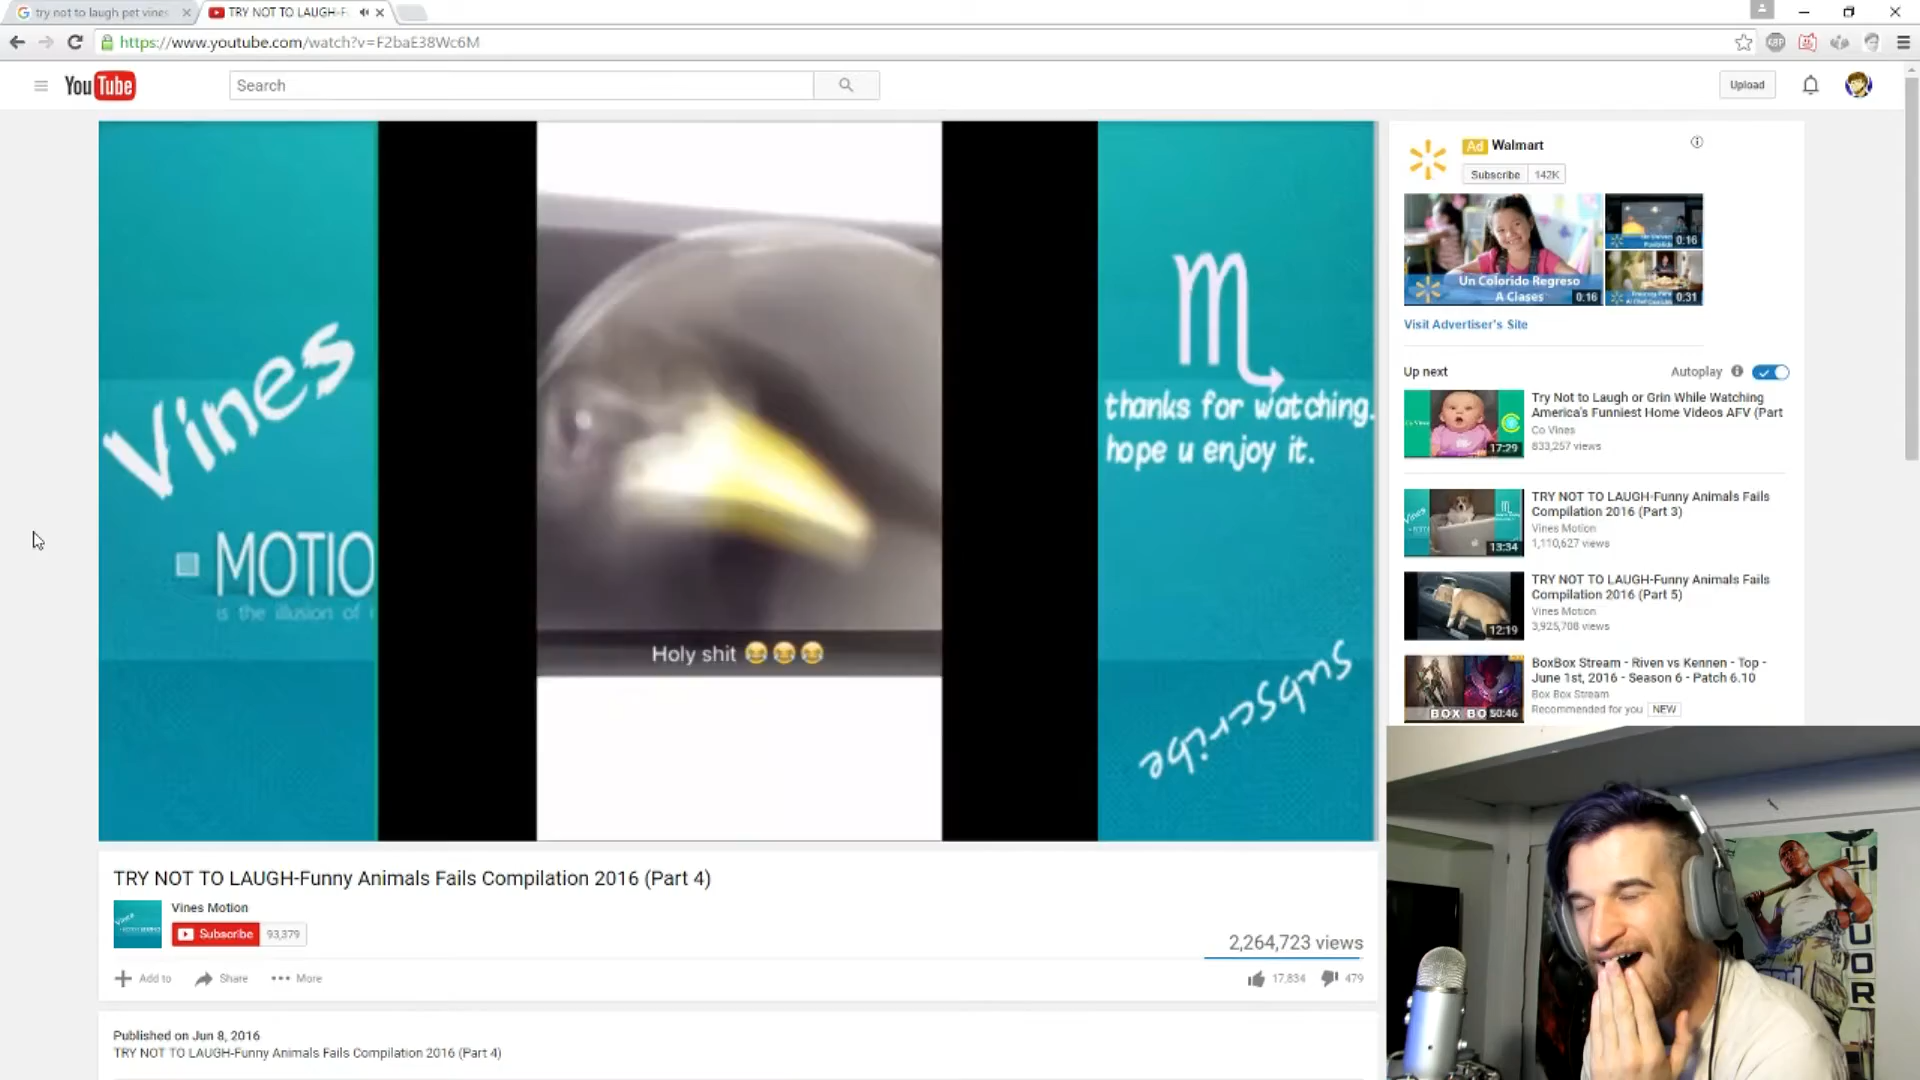 try not to laugh pet vines
TRY NOT TO LAUGH-F
https://www.youtube.com/watch?v=F2baE38Wc6M
YouTube
Search
Upload
Vines
MOTIO
is the illusion of
Holy shit 😂😂😂
thanks for watching.
hope u enjoy it.
Subscribe
Ad Walmart
Subscribe 142K
Un Colorido Regreso
A Clases
0:16
0:16
0:31
Visit Advertiser's Site
Up next
Autoplay
Try Not to Laugh or Grin While Watching
America's Funniest Home Videos AFV (Part
Co Vines
833,257 views
17:29
TRY NOT TO LAUGH-Funny Animals Fails
Compilation 2016 (Part 3)
Vines Motion
1,110,627 views
13:34
TRY NOT TO LAUGH-Funny Animals Fails
Compilation 2016 (Part 5)
Vines Motion
3,925,708 views
12:19
BoxBox Stream - Riven vs Kennen - Top -
June 1st, 2016 - Season 6 - Patch 6.10
Box Box Stream
Recommended for you NEW
BOX BO
50:46
TRY NOT TO LAUGH-Funny Animals Fails Compilation 2016 (Part 4)
Vines Motion
Subscribe 93,379
2,264,723 views
Add to Share More
17,834 479
Published on Jun 8, 2016
TRY NOT TO LAUGH-Funny Animals Fails Compilation 2016 (Part 4)